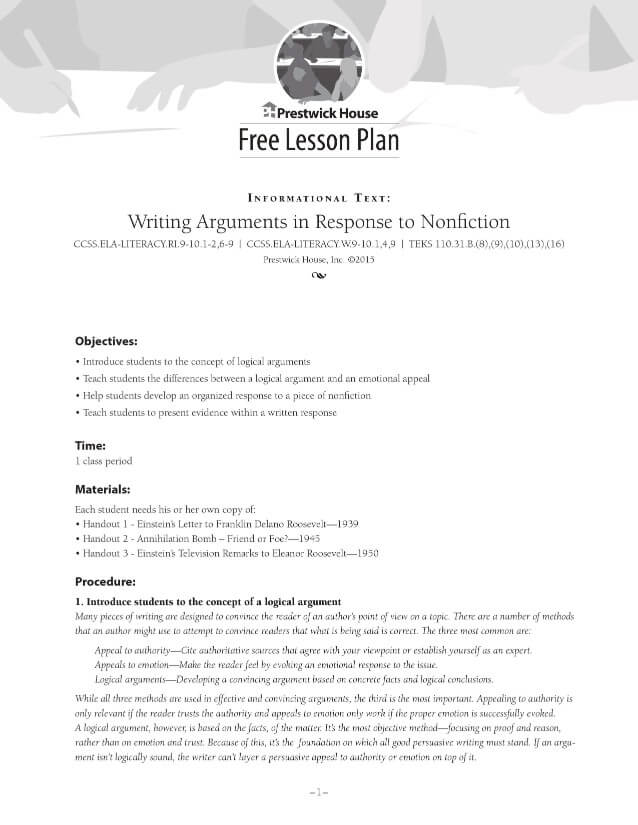 PH Prestwick House
Free Lesson Plan
INFORMATIONAL TEXT:
Writing Arguments in Response to Nonfiction
CCSS.ELA-LITERACY.RI.9-10.1-2,6-9 | CCSS.ELA-LITERACY.W.9-10.1,4,9 | TEKS 110.31.B.(8),(9),(10),(13),(16)
Prestwick House, Inc. ©2015
Objectives:
• Introduce students to the concept of logical arguments
• Teach students the differences between a logical argument and an emotional appeal
• Help students develop an organized response to a piece of nonfiction
• Teach students to present evidence within a written response
Time:
1 class period
Materials:
Each student needs his or her own copy of:
• Handout 1 - Einstein's Letter to Franklin Delano Roosevelt—1939
• Handout 2 - Annihilation Bomb – Friend or Foe?—1945
• Handout 3 - Einstein's Television Remarks to Eleanor Roosevelt—1950
Procedure:
1. Introduce students to the concept of a logical argument
Many pieces of writing are designed to convince the reader of an author's point of view on a topic. There are a number of methods
that an author might use to attempt to convince readers that what is being said is correct. The three most common are:
Appeal to authority—Cite authoritative sources that agree with your viewpoint or establish yourself as an expert.
Appeals to emotion—Make the reader feel by evoking an emotional response to the issue.
Logical arguments—Developing a convincing argument based on concrete facts and logical conclusions.
While all three methods are used in effective and convincing arguments, the third is the most important. Appealing to authority is
only relevant if the reader trusts the authority and appeals to emotion only work if the proper emotion is successfully evoked.
A logical argument, however, is based on the facts, of the matter. It's the most objective method—focusing on proof and reason,
rather than on emotion and trust. Because of this, it's the foundation on which all good persuasive writing must stand. If an argu-
ment isn't logically sound, the writer can't layer a persuasive appeal to authority or emotion on top of it.
–1–